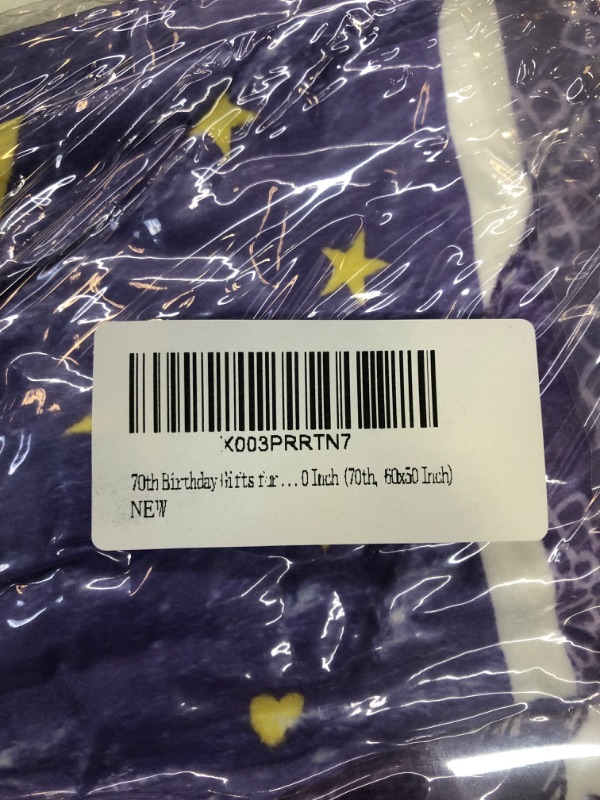 X003PRRTN7
70th Birthday Gifts for ... 0 Inch (70th, 60x50 Inch)
NEW